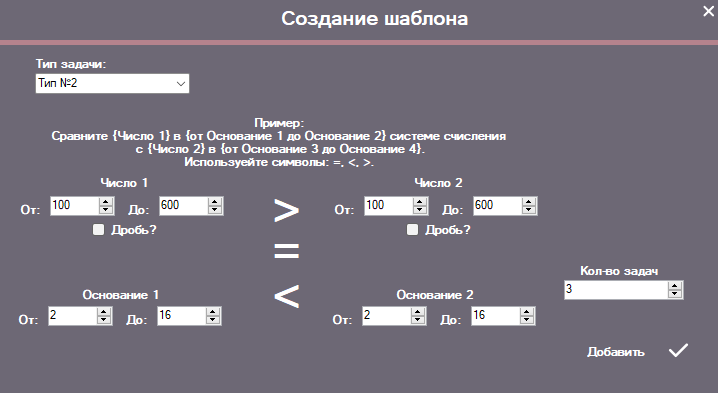 Создание шаблона
Тип задачи:
Тип №2
Пример:
Сравните {Число 1} в {от Основание 1 до Основание 2} системе счисления
с {Число 2} в {от Основание 3 до Основание 4}.
Используейте символы: =, <, >.
Число 1
От: 100 До: 600
Дробь?
>
=
<
Число 2
От: 100 До: 600
Дробь?
Основание 1
От: 2 До: 16
Основание 2
От: 2 До: 16
Кол-во задач
3
Добавить